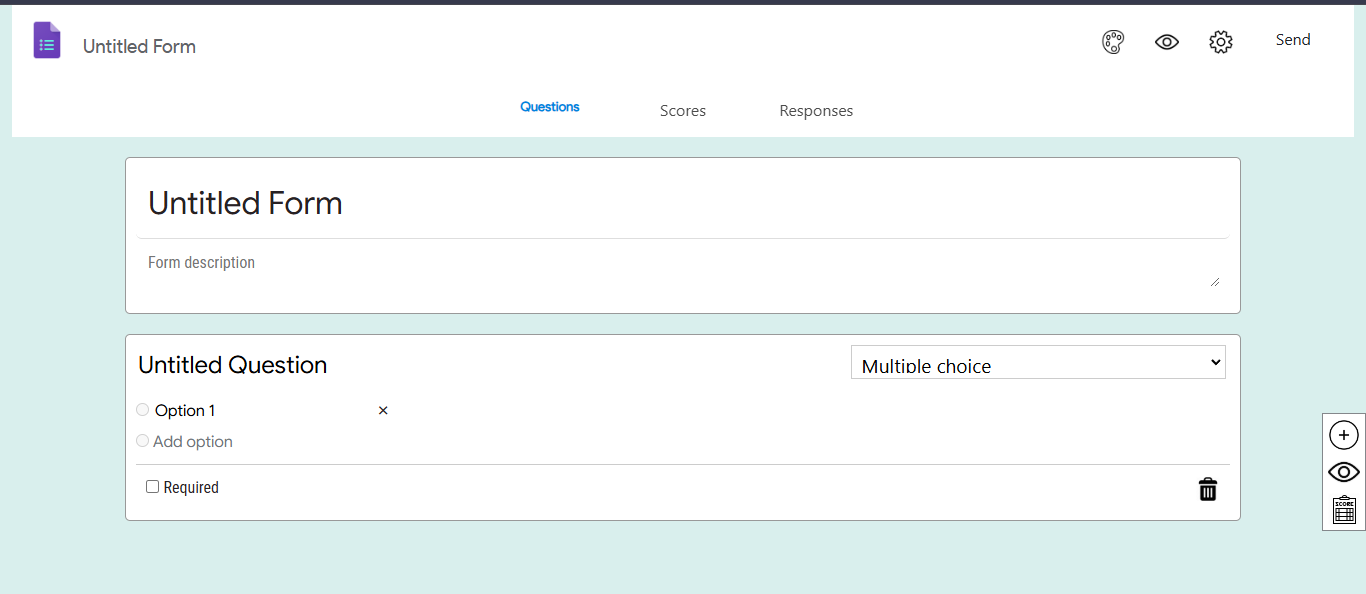 Untitled Form
Send
Questions
Scores
Responses
Untitled Form
Form description
Untitled Question
Multiple choice
Option 1
×
Add option
Required
SCORE